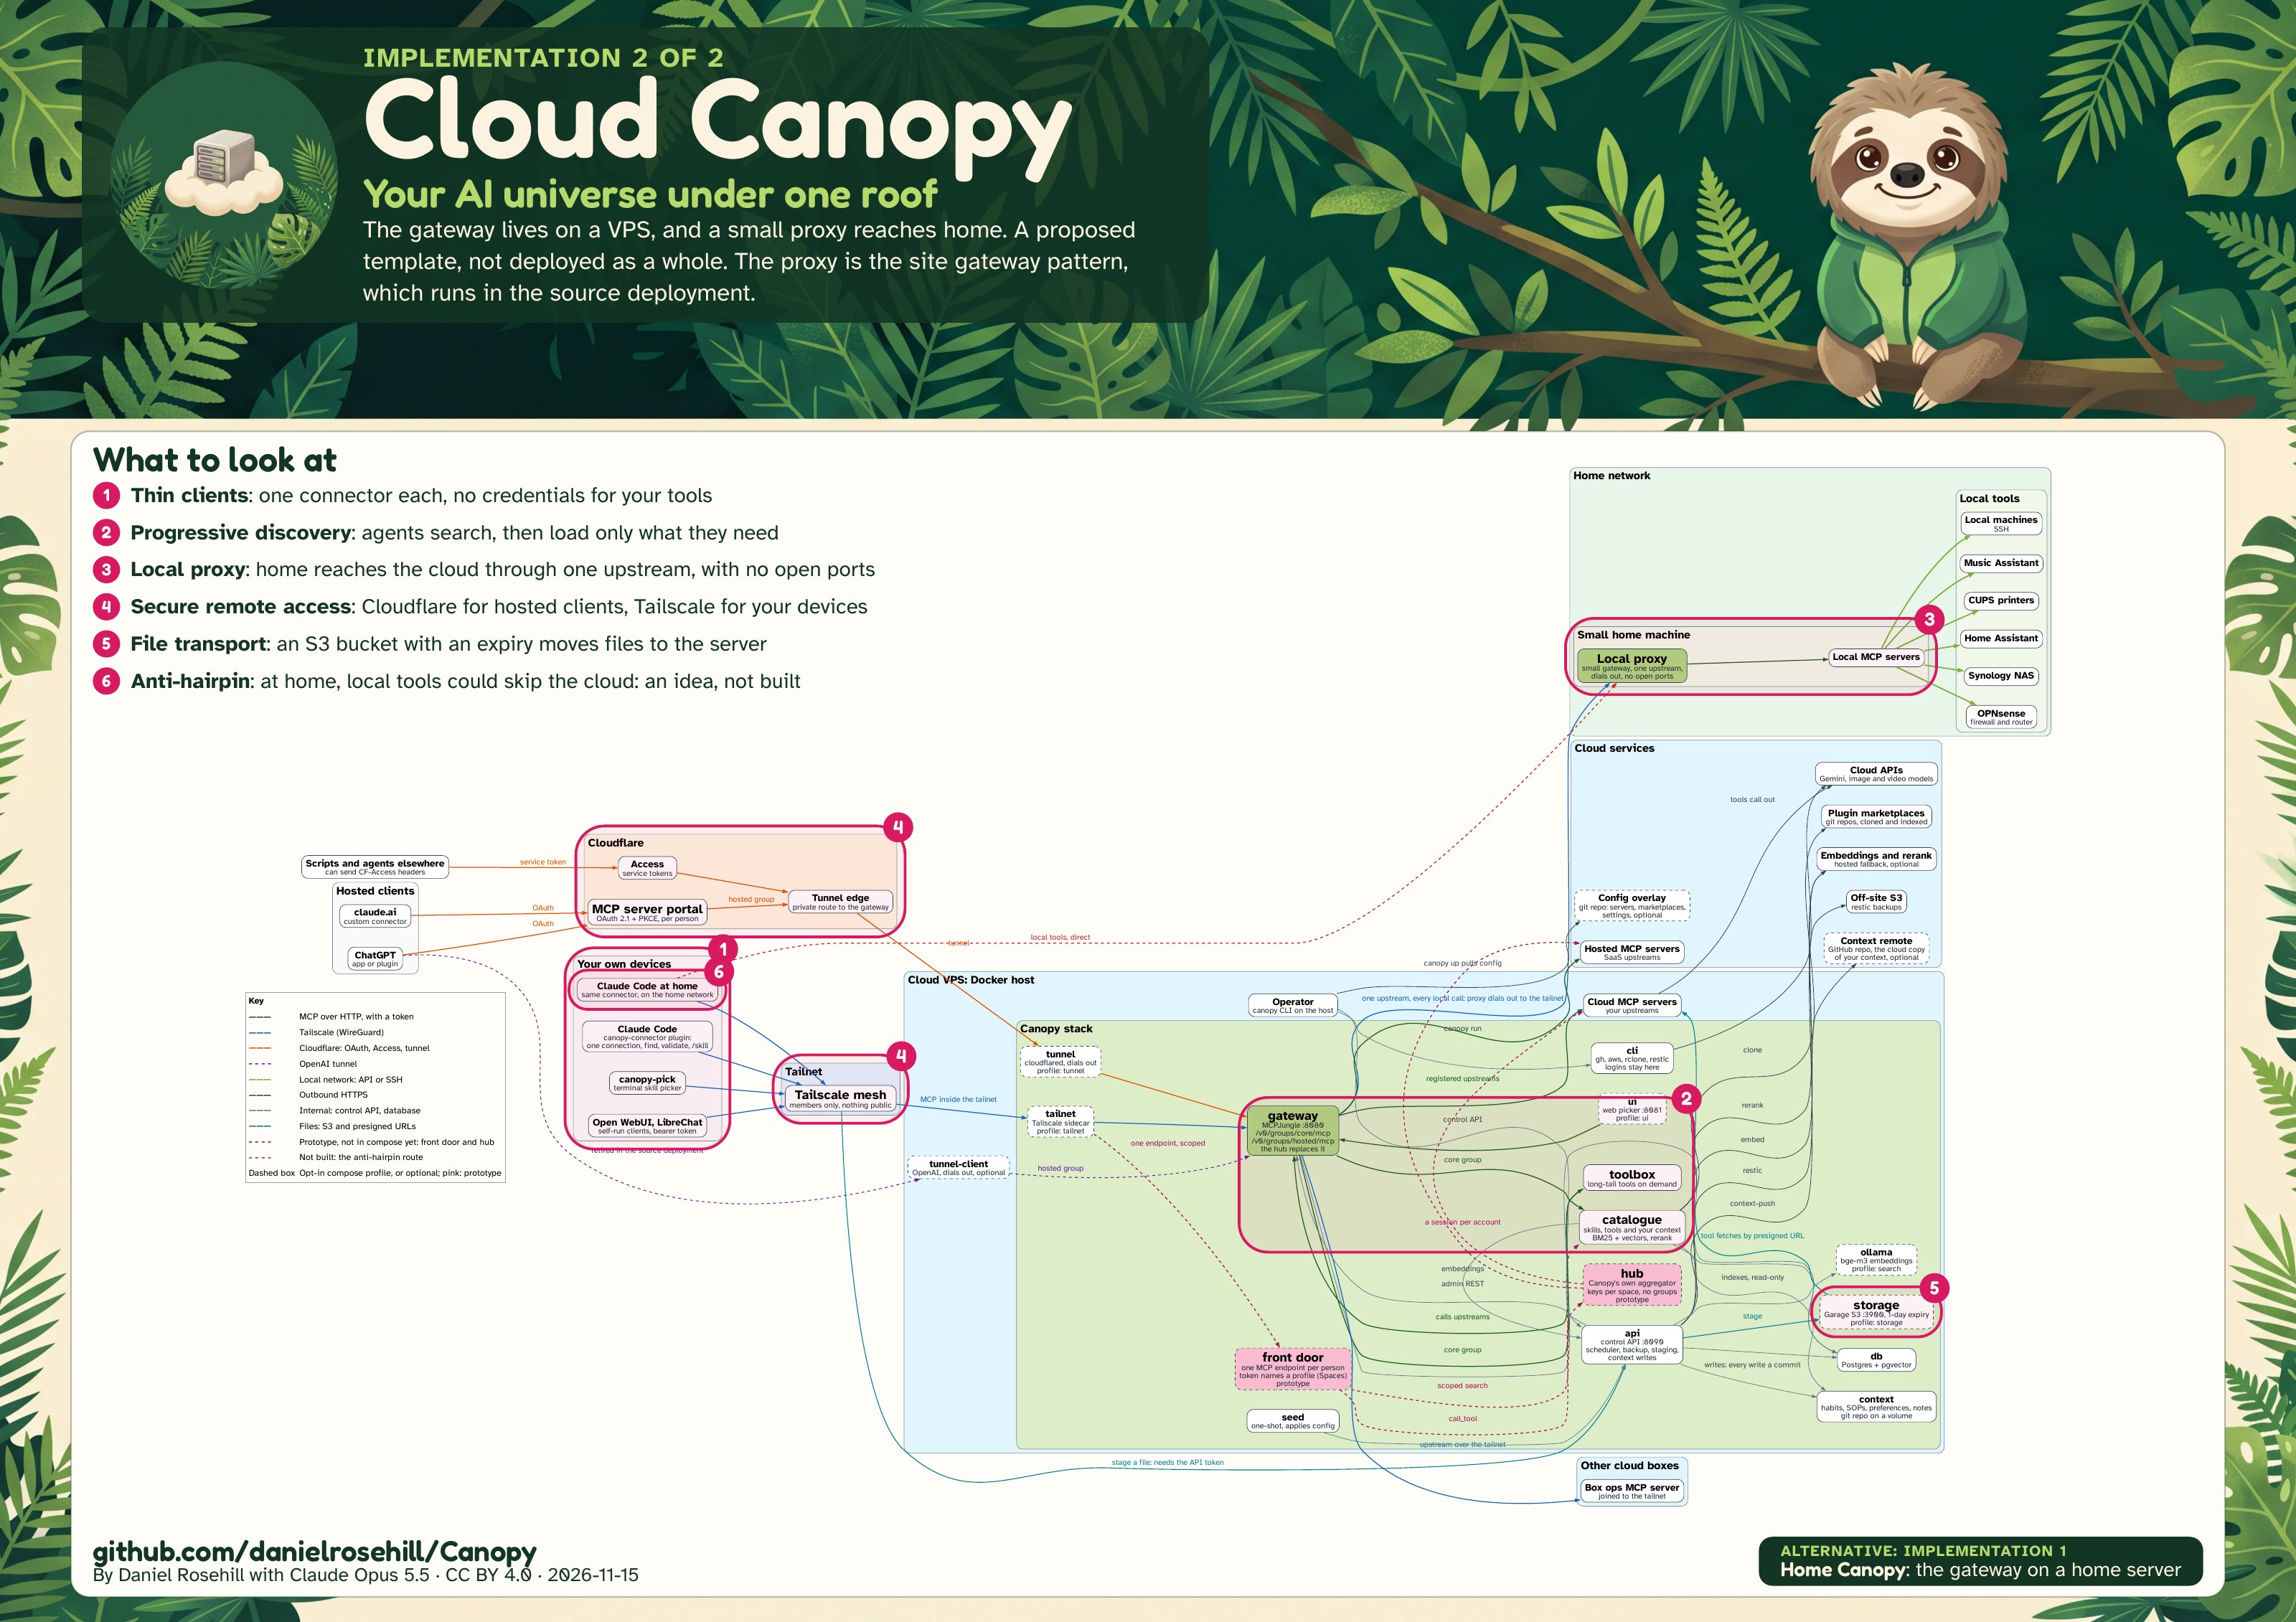 IMPLEMENTATION 2 OF 2
Cloud Canopy
Your AI universe under one roof
The gateway lives on a VPS, and a small proxy reaches home. A proposed
template, not deployed as a whole. The proxy is the site gateway pattern,
which runs in the source deployment.
What to look at
1 Thin clients: one connector each, no credentials for your tools
2 Progressive discovery: agents search, then load only what they need
3 Local proxy: home reaches the cloud through one upstream, with no open ports
4 Secure remote access: Cloudflare for hosted clients, Tailscale for your devices
5 File transport: an S3 bucket with an expiry moves files to the server
6 Anti-hairpin: at home, local tools could skip the cloud: an idea, not built
Home network
Local tools
Local machines
SSH
Music Assistant
CUPS printers
Home Assistant
Synology NAS
OPNsense
firewall and router
3
Small home machine
Local proxy
small gateway, one upstream,
dials out, no open ports
Local MCP servers
Cloud services
Cloud APIs
Gemini, image and video models
tools call out
Plugin marketplaces
git repos, cloned and indexed
Embeddings and rerank
hosted fallback, optional
Off-site S3
restic backups
Context remote
GitHub repo, the cloud copy
of your context, optional
Config overlay
git repo: servers, marketplaces,
settings, optional
Hosted MCP servers
SaaS upstreams
4
Cloudflare
Access
service tokens
MCP server portal
OAuth 2.1 + PKCE, per person
hosted group
Tunnel edge
private route to the gateway
Scripts and agents elsewhere
can send CF-Access headers
service token
Hosted clients
claude.ai
custom connector
ChatGPT
app or plugin
OAuth
OAuth
tunnel
local tools, direct
1
6
Your own devices
Claude Code at home
same connector, on the home network
Claude Code
canopy-connector plugin:
one connection, find, validate, /skill
canopy-pick
terminal skill picker
Open WebUI, LibreChat
self-run clients, bearer token
retired in the source deployment
4
Tailnet
Tailscale mesh
members only, nothing public
MCP inside the tailnet
Key
MCP over HTTP, with a token
Tailscale (WireGuard)
Cloudflare: OAuth, Access, tunnel
OpenAI tunnel
Local network: API or SSH
Outbound HTTPS
Internal: control API, database
Files: S3 and presigned URLs
Prototype, not in compose yet: front door and hub
Not built: the anti-hairpin route
Dashed box Opt-in compose profile, or optional; pink: prototype
Cloud VPS: Docker host
Operator
canopy CLI on the host
canopy up pulls config
one upstream, every local call: proxy dials out to the tailnet
Cloud MCP servers
your upstreams
Canopy stack
tunnel
cloudflared, dials out
profile: tunnel
tailnet
Tailscale sidecar
profile: tailnet
tunnel-client
OpenAI, dials out, optional
hosted group
one endpoint, scoped
canopy run
cli
gh, aws, rclone, restic
logins stay here
clone
registered upstreams
2
gateway
MCPJungle :8080
/v0/groups/core/mcp
/v0/groups/hosted/mcp
the hub replaces it
ui
web picker :8081
profile: ui
control API
core group
toolbox
long-tail tools on demand
catalogue
skills, tools and your context
BM25 + vectors, rerank
a session per account
rerank
embed
restic
context-push
tool fetches by presigned URL
embeddings
admin REST
hub
Canopy's own aggregator
keys per space, no groups
prototype
indexes, read-only
ollama
bge-m3 embeddings
profile: search
5
storage
Garage S3 :3900, 1-day expiry
profile: storage
stage
calls upstreams
api
control API :8090
scheduler, backup, staging,
context writes
db
Postgres + pgvector
core group
writes: every write a commit
front door
one MCP endpoint per person
token names a profile (Spaces)
prototype
scoped search
context
habits, SOPs, preferences, notes
git repo on a volume
seed
one-shot, applies config
call_tool
upstream over the tailnet
stage a file: needs the API token
Other cloud boxes
Box ops MCP server
joined to the tailnet
github.com/danielrosehill/Canopy
By Daniel Rosehill with Claude Opus 5.5 · CC BY 4.0 · 2026-11-15
ALTERNATIVE: IMPLEMENTATION 1
Home Canopy: the gateway on a home server